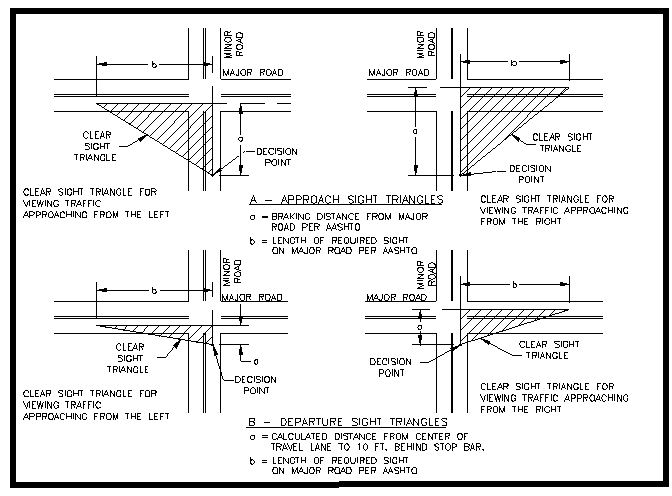 MINOR ROAD
MAJOR ROAD
b
a
CLEAR
SIGHT
TRIANGLE
DECISION
POINT
CLEAR SIGHT TRIANGLE FOR
VIEWING TRAFFIC
APPROACHING FROM THE LEFT
MINOR ROAD
MAJOR ROAD
b
a
CLEAR SIGHT
TRIANGLE
DECISION
POINT
CLEAR SIGHT TRIANGLE FOR
VIEWING TRAFFIC APPROACHING
FROM THE RIGHT
A - APPROACH SIGHT TRIANGLES
a = BRAKING DISTANCE FROM MAJOR
ROAD PER AASHTO
b = LENGTH OF REQUIRED SIGHT
ON MAJOR ROAD PER AASHTO
MINOR
ROAD
MAJOR ROAD
b
a
CLEAR
SIGHT
TRIANGLE
DECISION
POINT
CLEAR SIGHT TRIANGLE FOR
VIEWING TRAFFIC
APPROACHING FROM THE LEFT
MINOR
ROAD
b
a
CLEAR SIGHT
TRIANGLE
DECISION
POINT
CLEAR SIGHT TRIANGLE FOR
VIEWING TRAFFIC APPROACHING
FROM THE RIGHT
B - DEPARTURE SIGHT TRIANGLES
a = CALCULATED DISTANCE FROM CENTER OF
TRAVEL LANE TO 10 FT. BEHIND STOP BAR.
b = LENGTH OF REQUIRED SIGHT
ON MAJOR ROAD PER AASHTO